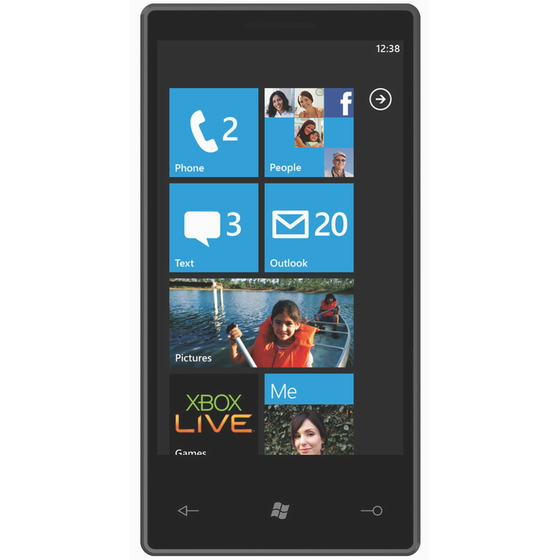 12:38
2
Phone
f
People
3
Text
20
Outlook
Pictures
XBOX
LIVE
Games
Me